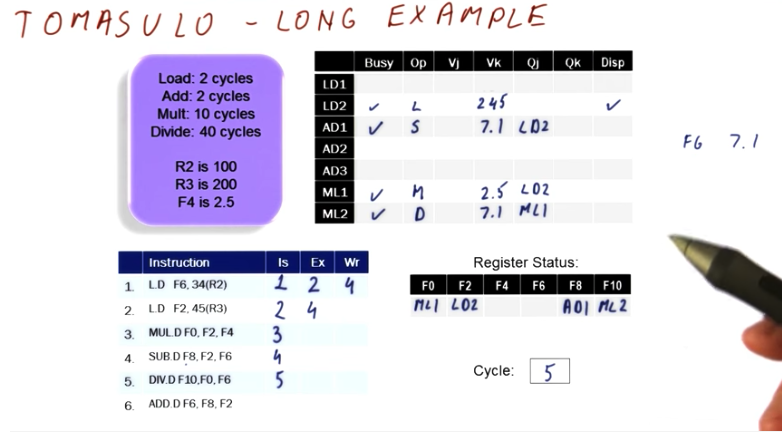 TOMASULO - LONG EXAMPLE
Load: 2 cycles
Add: 2 cycles
Mult: 10 cycles
Divide: 40 cycles
R2 is 100
R3 is 200
F4 is 2.5
Busy Op Vj Vk Qj Qk Disp
LD1
LD2 ✓ L 245 ✓
AD1 ✓ S 7.1 LD2
AD2
AD3
ML1 ✓ M 2.5 LD2
ML2 ✓ D 7.1 ML1
F6 7.1
Instruction Is Ex Wr
1. L.D F6, 34(R2) 1 2 4
2. L.D F2, 45(R3) 2 4
3. MUL.D F0, F2, F4 3
4. SUB.D F8, F2, F6 4
5. DIV.D F10, F0, F6 5
6. ADD.D F6, F8, F2
Register Status:
F0 F2 F4 F6 F8 F10
ML1 LD2 AD1 ML2
Cycle: 5